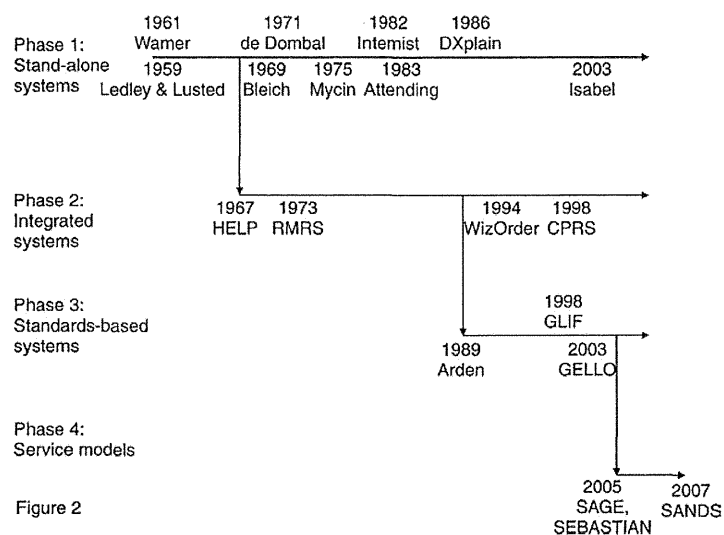 1961 1971 1982 1986
Phase 1: Warner de Dombal Internist DXplain
Stand-alone 1959 1969 1975 1983 2003
systems Ledley & Lusted Bleich Mycin Attending Isabel
Phase 2: 1967 1973 1994 1998
Integrated HELP RMRS WizOrder CPRS
systems
Phase 3: 1998
Standards-based GLIF
systems 1989 2003
Arden GELLO
Phase 4:
Service models
2005 2007
Figure 2 SAGE, SANDS
SEBASTIAN